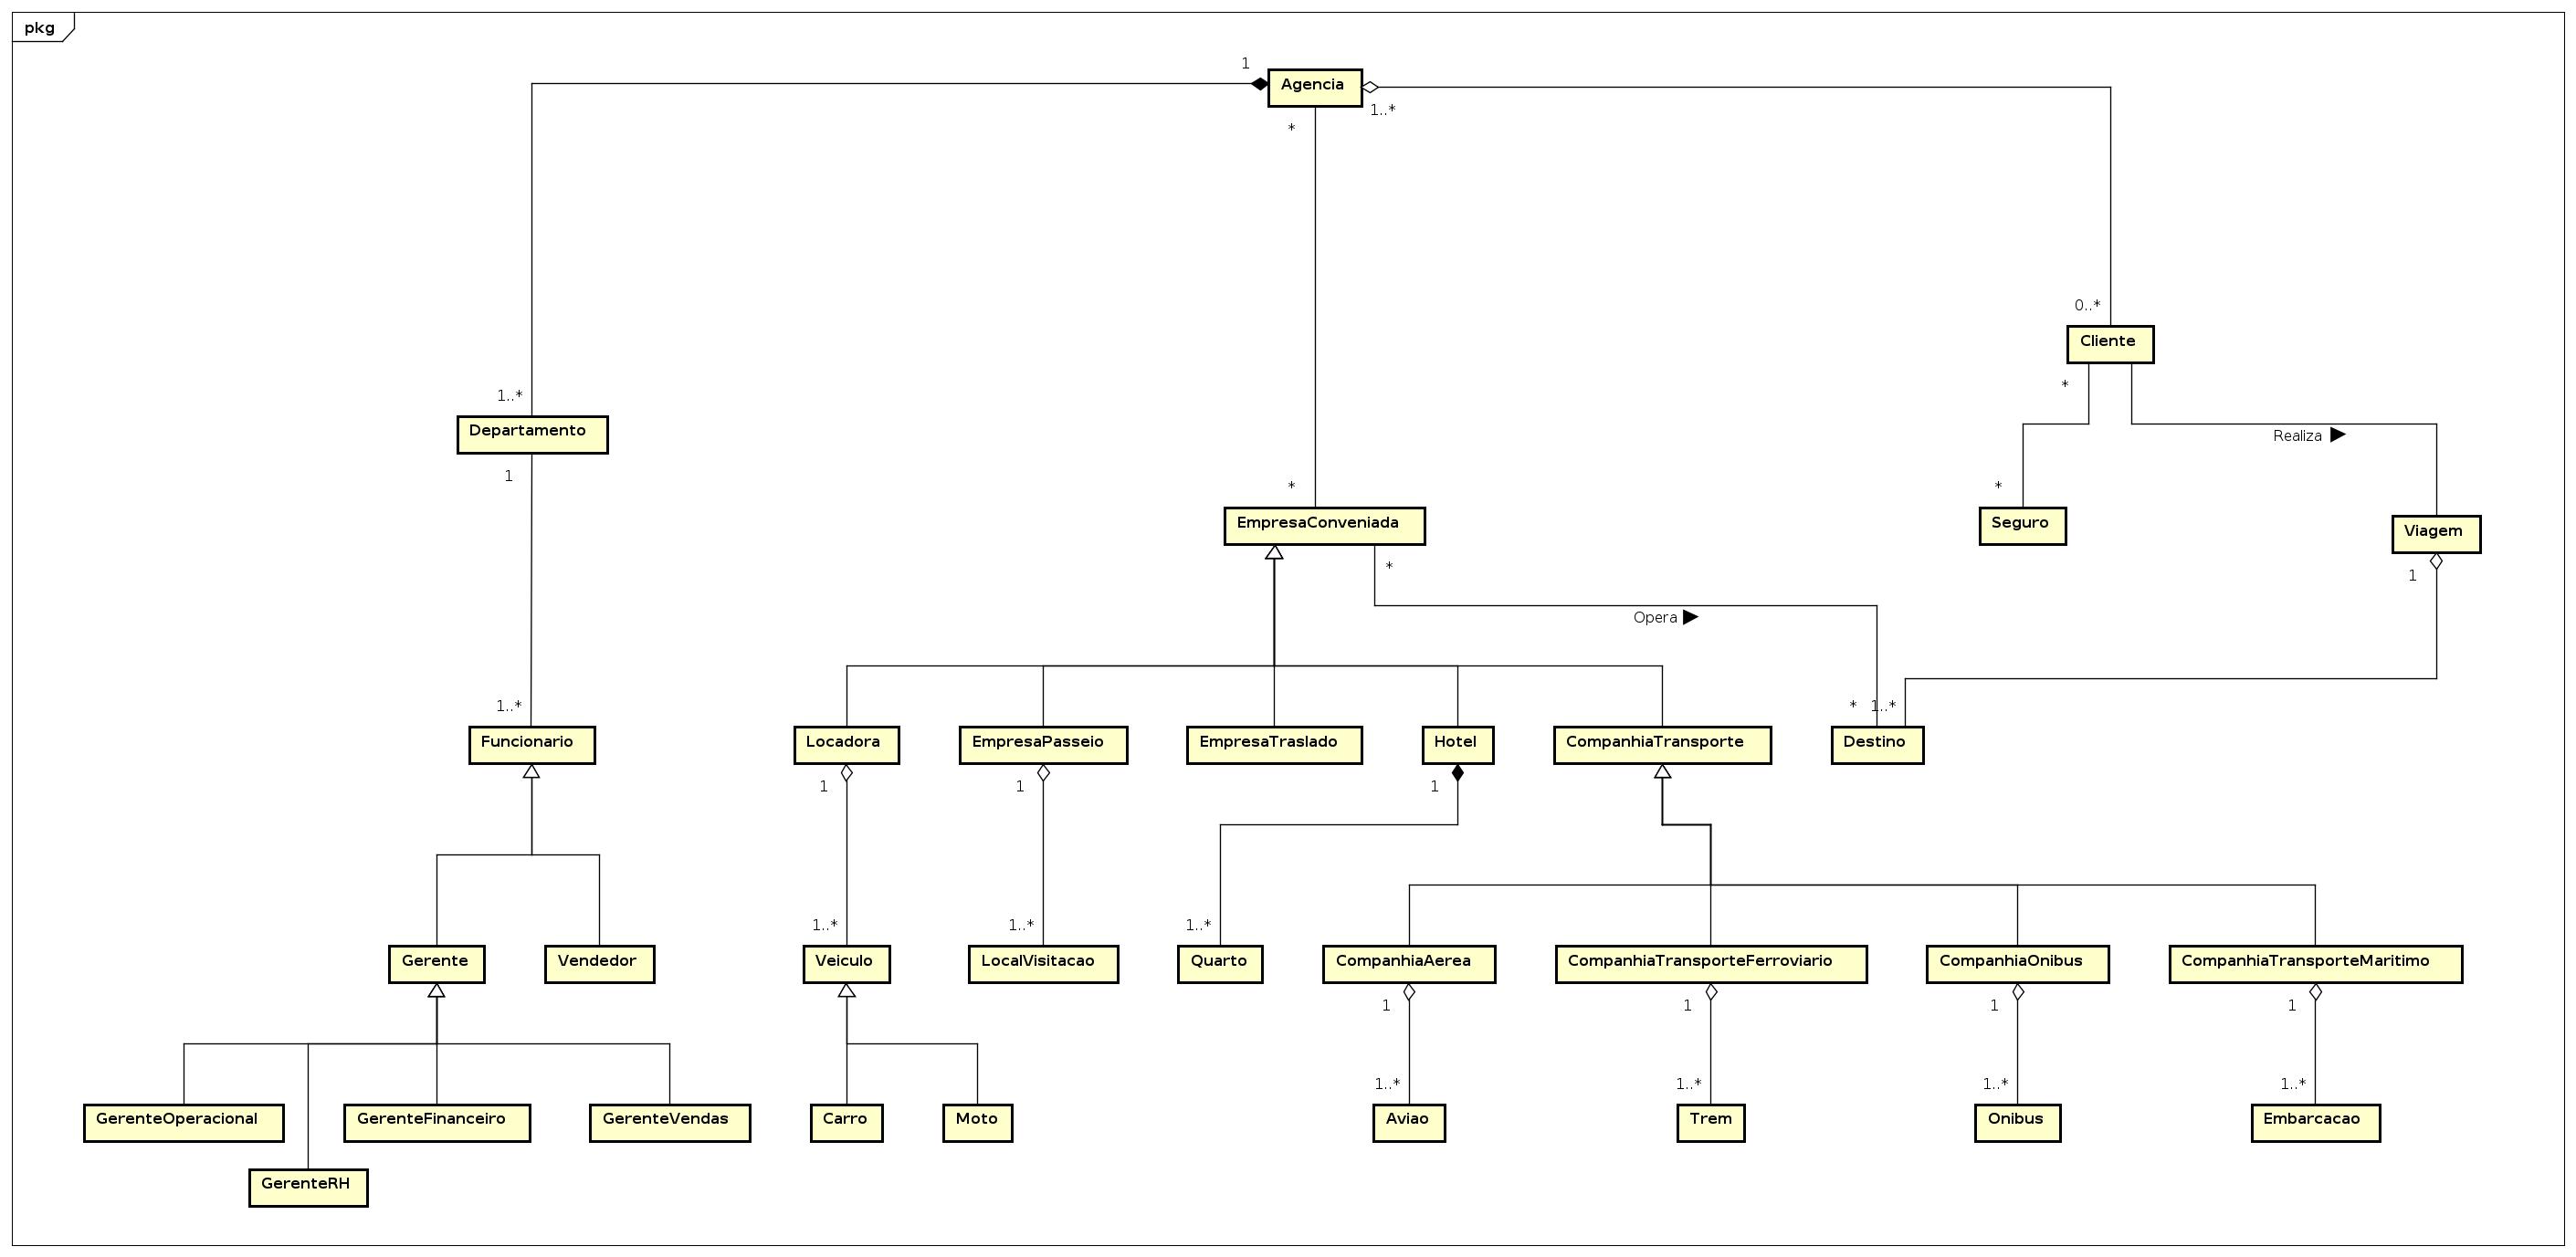 pkg
1
Agencia
1..*
*
0..*
Cliente
*
1..*
Departamento
Realiza
1
*
*
EmpresaConveniada
Seguro
Viagem
*
1
Opera
1..*
*
1..*
Funcionario
Locadora
EmpresaPasseio
EmpresaTraslado
Hotel
CompanhiaTransporte
Destino
1
1
1
1..*
1..*
1..*
Gerente
Vendedor
Veiculo
LocalVisitacao
Quarto
CompanhiaAerea
CompanhiaTransporteFerroviario
CompanhiaOnibus
CompanhiaTransporteMaritimo
1
1
1
1
1..*
1..*
1..*
1..*
GerenteOperacional
GerenteFinanceiro
GerenteVendas
Carro
Moto
Aviao
Trem
Onibus
Embarcacao
GerenteRH